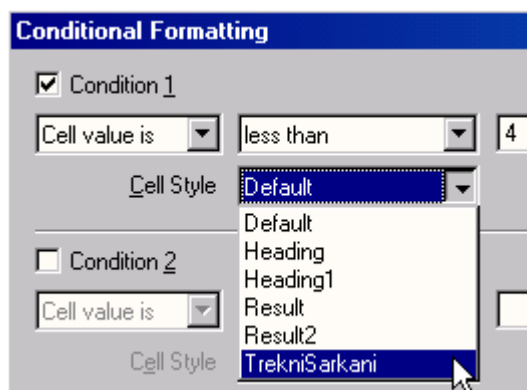 Conditional Formatting
Condition 1
Cell value is less than 4
Cell Style Default
Default
Heading
Condition 2
Heading1
Cell value is Result
Result2
Cell Style TrekniSarkani